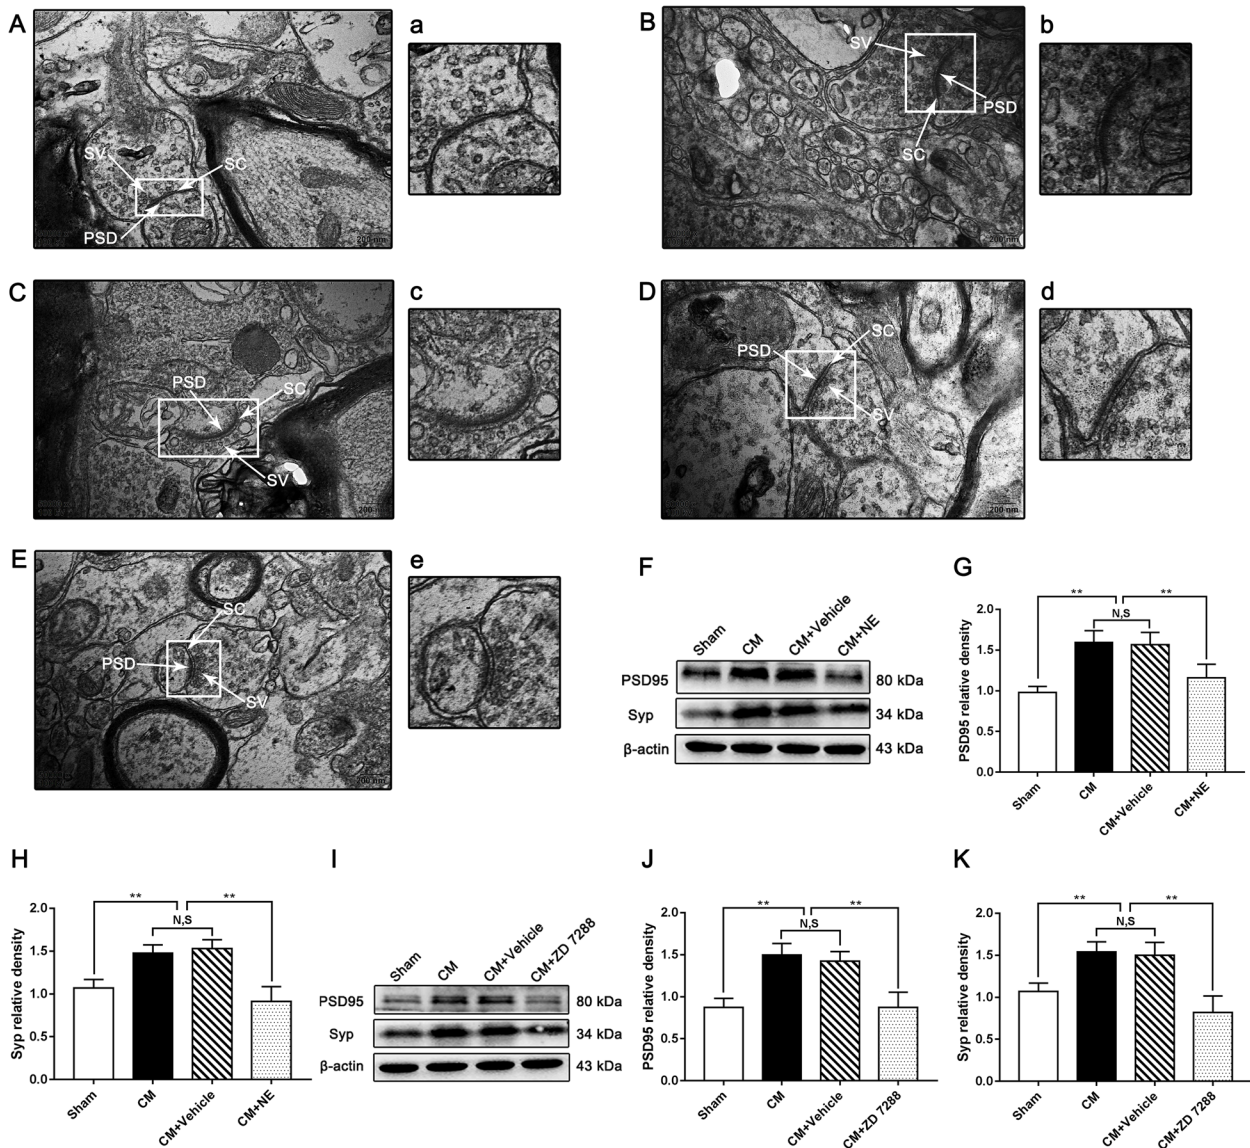 A
SV
SC
PSD
200 nm
a
B
SV
PSD
SC
200 nm
b
C
PSD
SC
SV
200 nm
c
D
SC
PSD
SV
200 nm
d
E
SC
PSD
SV
200 nm
e
F
Sham
CM
CM+Vehicle
CM+NE
PSD95
80 kDa
Syp
34 kDa
β-actin
43 kDa
G
PSD95 relative density
2.0
1.5
1.0
0.5
0.0
**
**
N,S
Sham
CM
CM+Vehicle
CM+NE
H
Syp relative density
2.0
1.5
1.0
0.5
0.0
**
**
N,S
Sham
CM
CM+Vehicle
CM+NE
I
Sham
CM
CM+Vehicle
CM+ZD 7288
PSD95
80 kDa
Syp
34 kDa
β-actin
43 kDa
J
PSD95 relative density
2.0
1.5
1.0
0.5
0.0
**
**
N,S
Sham
CM
CM+Vehicle
CM+ZD 7288
K
Syp relative density
2.0
1.5
1.0
0.5
0.0
**
**
N,S
Sham
CM
CM+Vehicle
CM+ZD 7288